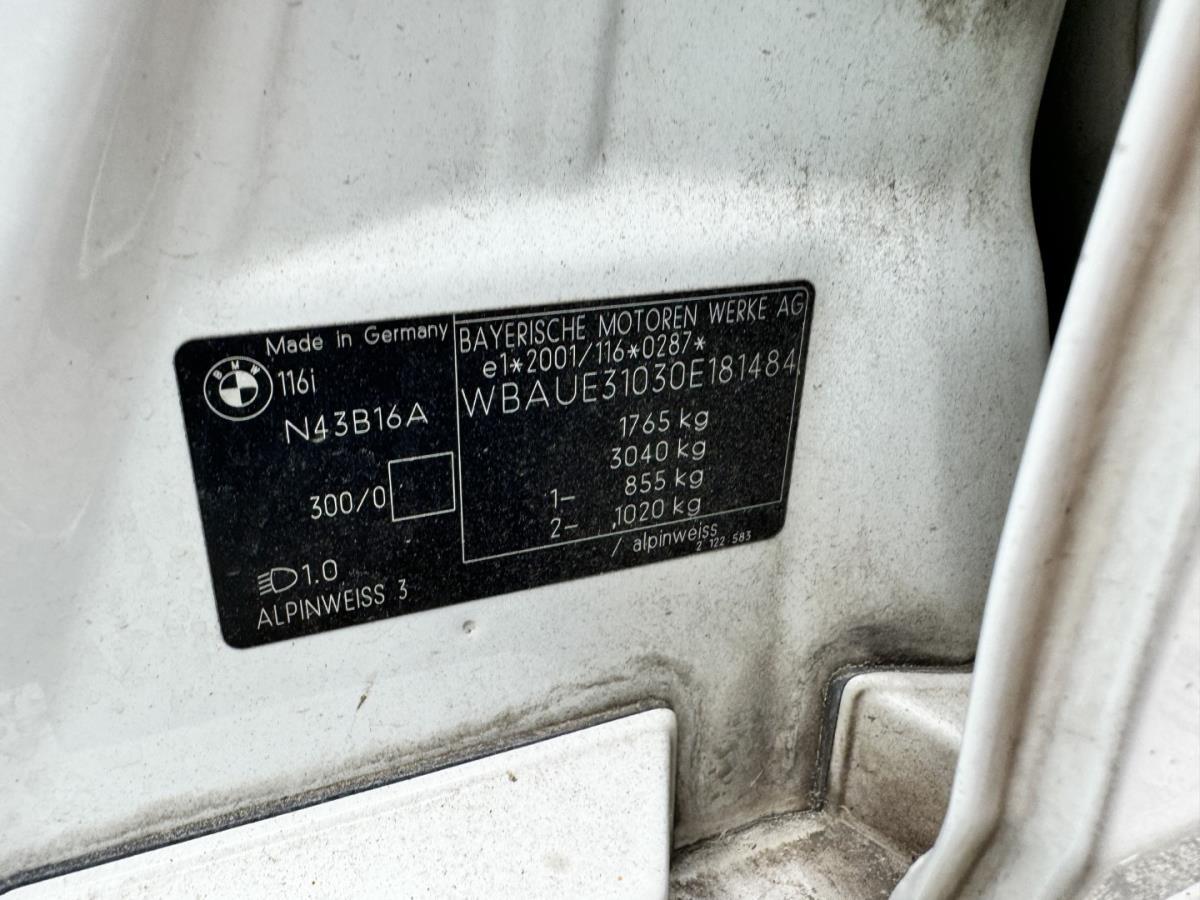 Made in Germany
BMW
116i
N43B16A
300/0
1.0
ALPINWEISS 3
BAYERISCHE MOTOREN WERKE AG
e1*2001/116*0287*
WBAUE31030E181484
1765 kg
3040 kg
1- 855 kg
2- 1020 kg
/ alpinweiss
2 122 583